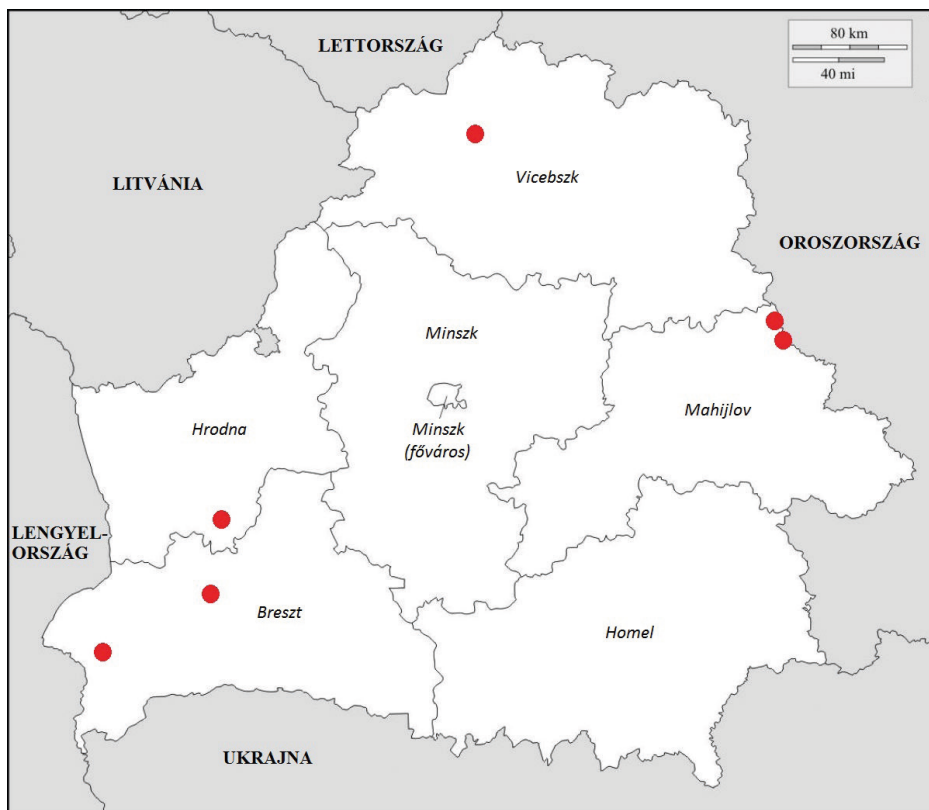 LETTORSZÁG
80 km
40 mi
LITVÁNIA
Vicebszk
OROSZORSZÁG
Minszk
Mahijlov
Hrodna
Minszk
(főváros)
LENGYEL-
ORSZÁG
Breszt
Homel
UKRAJNA